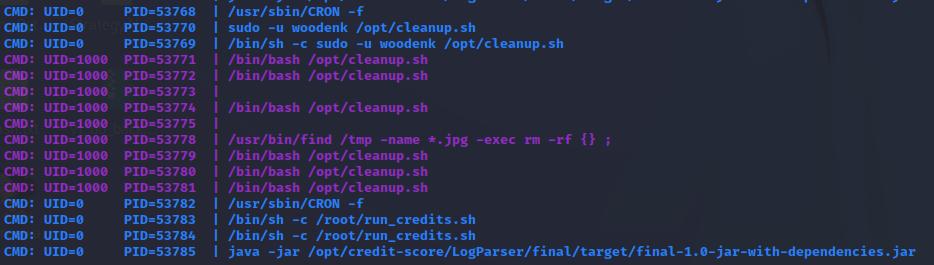 CMD: UID=0 PID=53768 | /usr/sbin/CRON -f
CMD: UID=0 PID=53770 | sudo -u woodenk /opt/cleanup.sh
CMD: UID=0 PID=53769 | /bin/sh -c sudo -u woodenk /opt/cleanup.sh
CMD: UID=1000 PID=53771 | /bin/bash /opt/cleanup.sh
CMD: UID=1000 PID=53772 | /bin/bash /opt/cleanup.sh
CMD: UID=1000 PID=53773 |
CMD: UID=1000 PID=53774 | /bin/bash /opt/cleanup.sh
CMD: UID=1000 PID=53775 |
CMD: UID=1000 PID=53778 | /usr/bin/find /tmp -name *.jpg -exec rm -rf {} ;
CMD: UID=1000 PID=53779 | /bin/bash /opt/cleanup.sh
CMD: UID=1000 PID=53780 | /bin/bash /opt/cleanup.sh
CMD: UID=1000 PID=53781 | /bin/bash /opt/cleanup.sh
CMD: UID=0 PID=53782 | /usr/sbin/CRON -f
CMD: UID=0 PID=53783 | /bin/sh -c /root/run_credits.sh
CMD: UID=0 PID=53784 | /bin/sh -c /root/run_credits.sh
CMD: UID=0 PID=53785 | java -jar /opt/credit-score/LogParser/final/target/final-1.0-jar-with-dependencies.jar